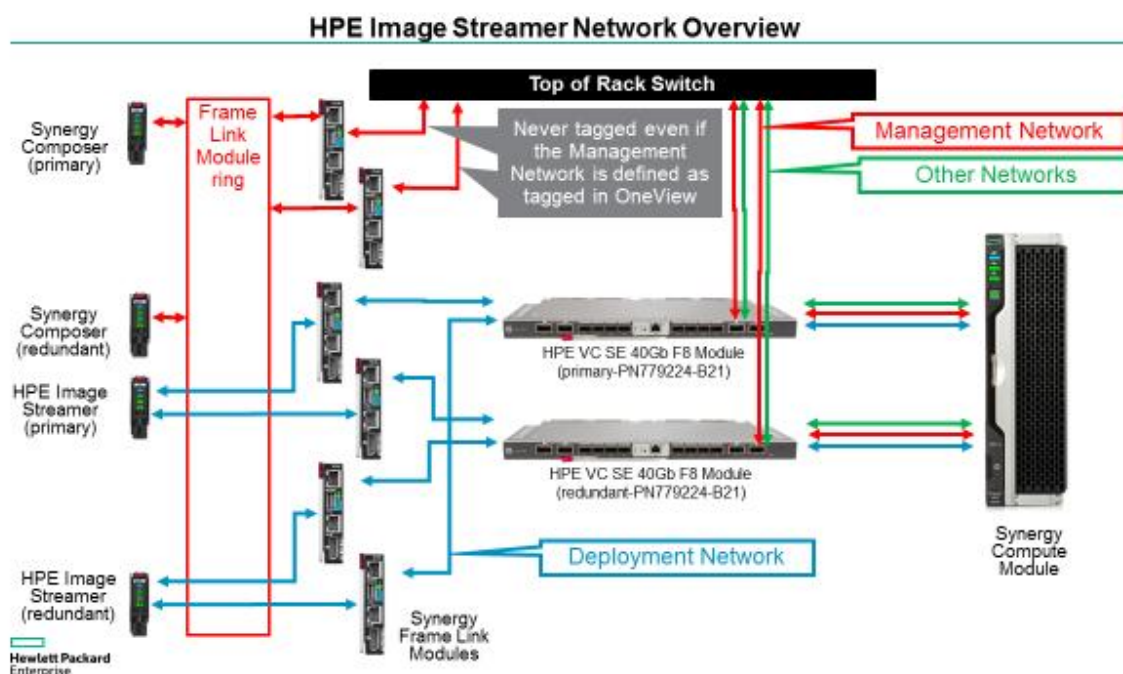 HPE Image Streamer Network Overview
Top of Rack Switch
Synergy
Composer
(primary)
Frame
Link
Module
ring
Never tagged even if
the Management
Network is defined as
tagged in OneView
Management Network
Other Networks
Synergy
Composer
(redundant)
HPE Image
Streamer
(primary)
HPE VC SE 40Gb F8 Module
(primary-PN779224-B21)
HPE VC SE 40Gb F8 Module
(redundant-PN779224-B21)
Synergy
Compute
Module
Deployment Network
HPE Image
Streamer
(redundant)
Synergy
Frame Link
Modules
Hewlett Packard
Enterprise